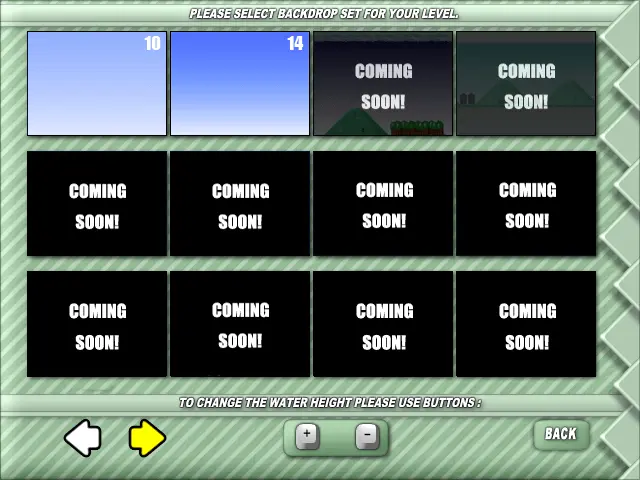 PLEASE SELECT BACKDROP SET FOR YOUR LEVEL.
10
14
COMING
SOON!
COMING
SOON!
COMING
SOON!
COMING
SOON!
COMING
SOON!
COMING
SOON!
COMING
SOON!
COMING
SOON!
COMING
SOON!
COMING
SOON!
TO CHANGE THE WATER HEIGHT PLEASE USE BUTTONS :
+
-
BACK